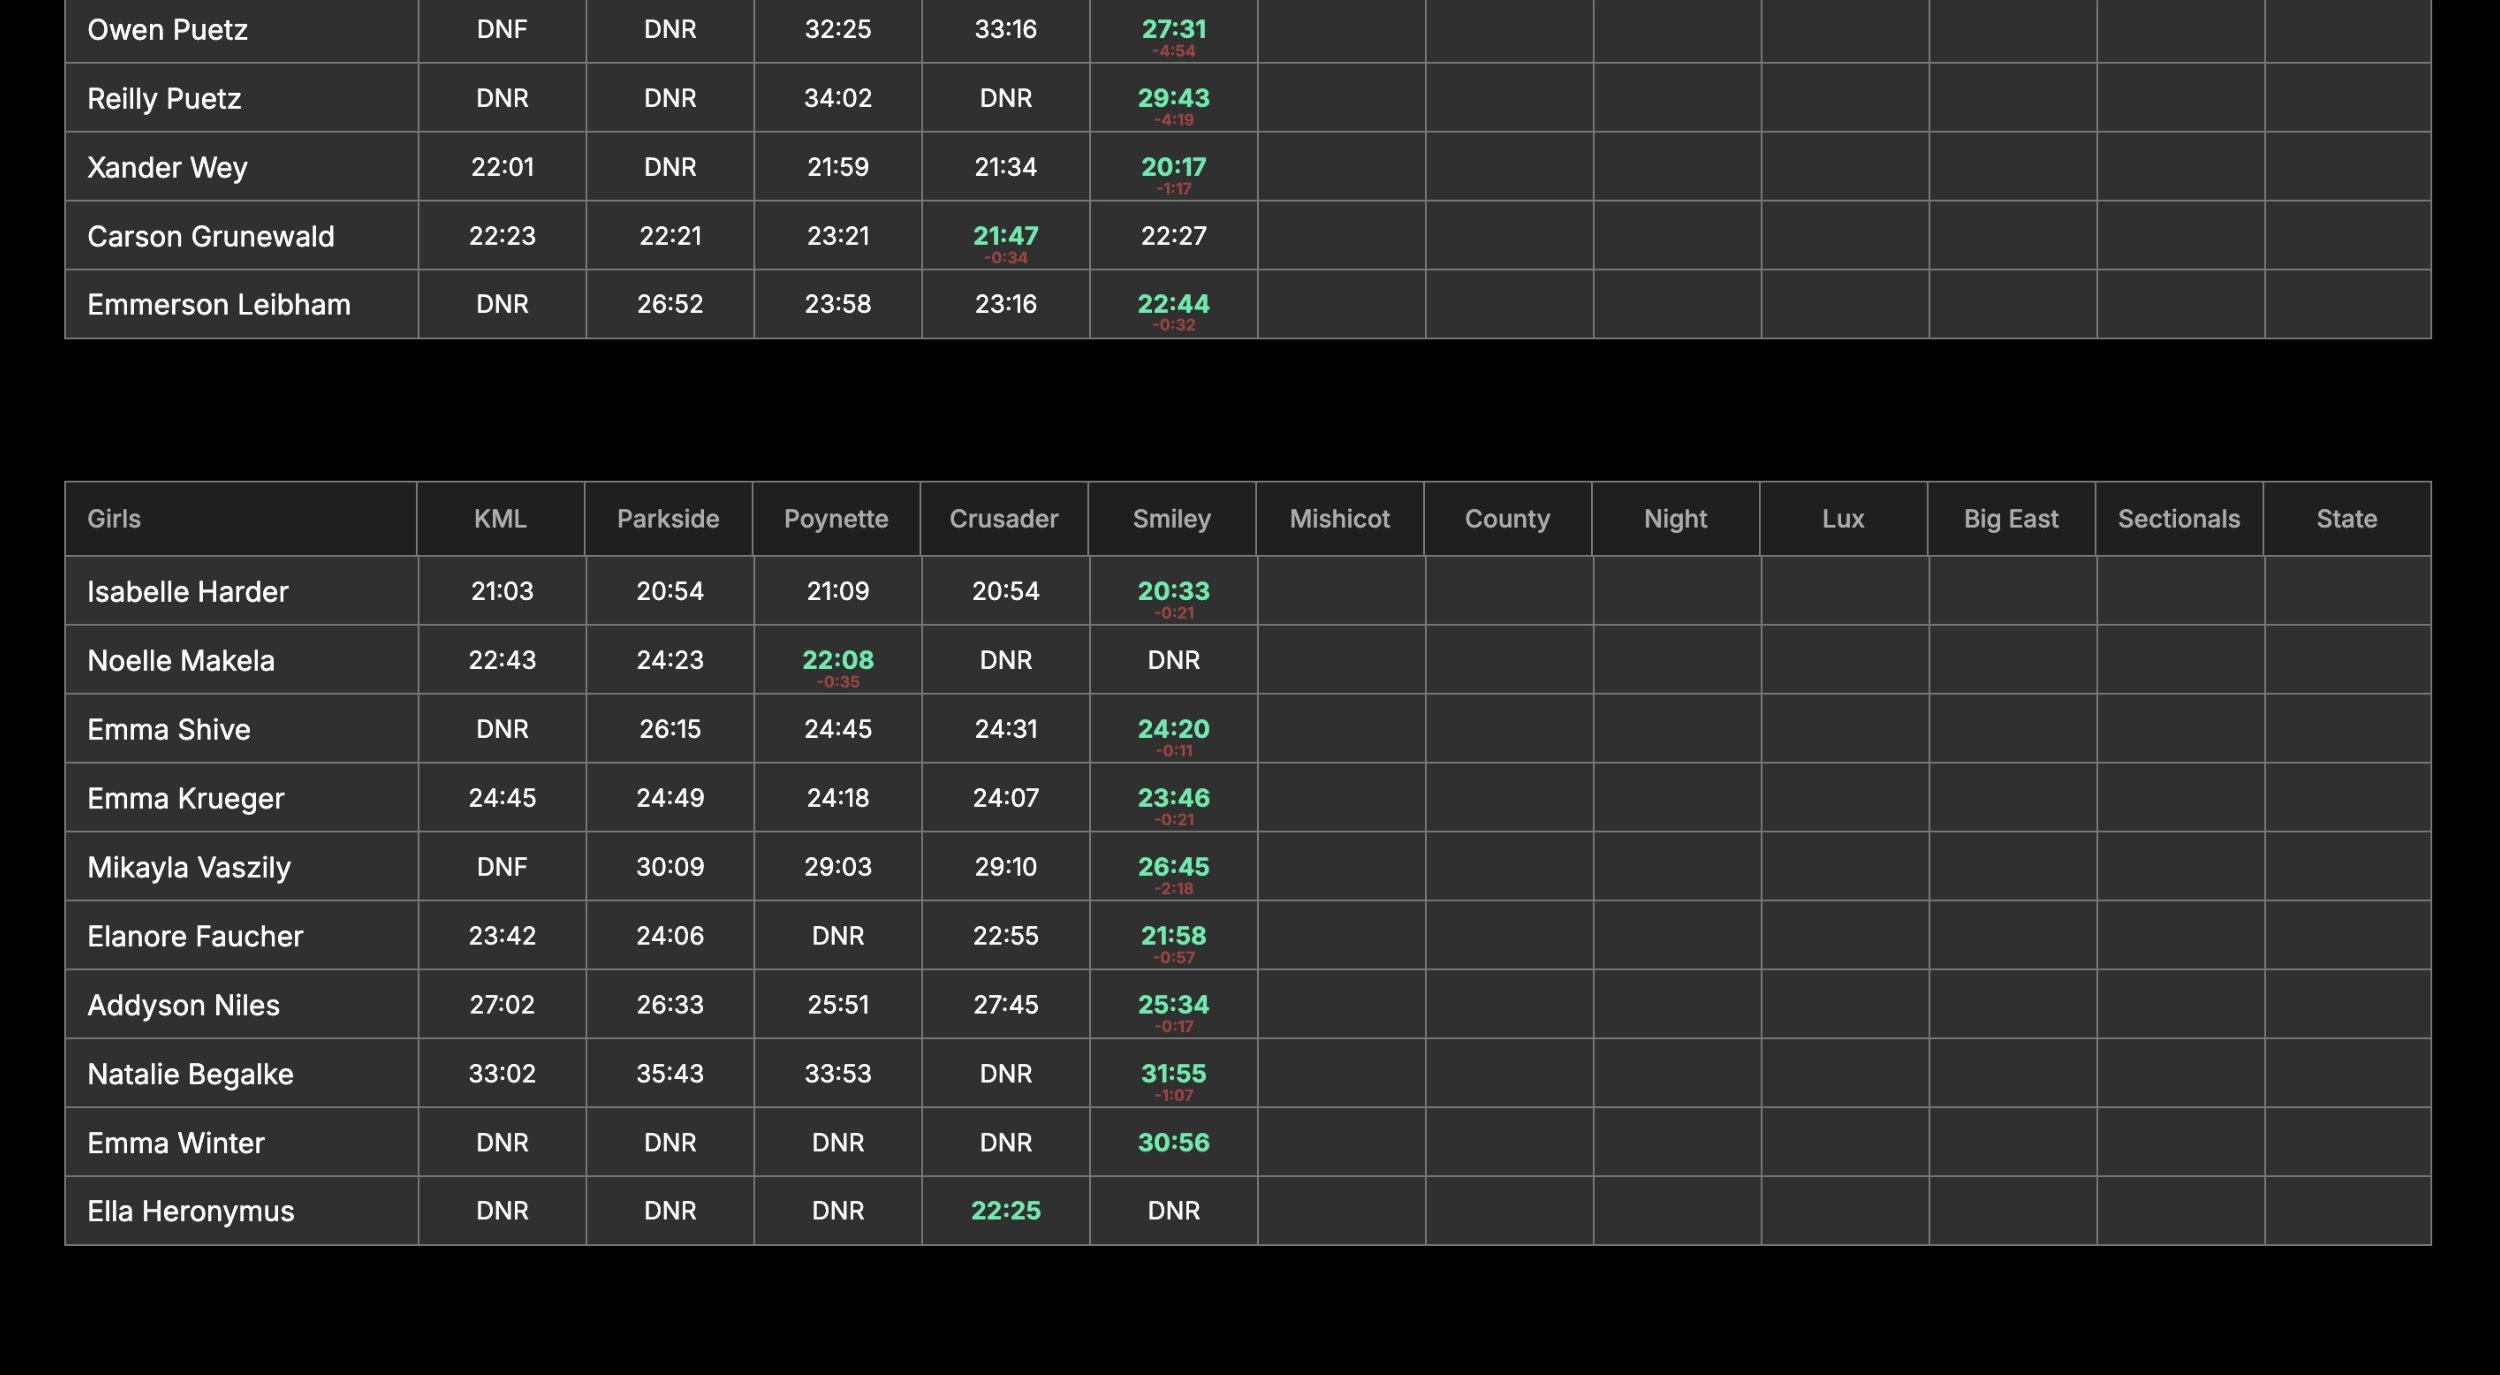 Owen Puetz DNF DNR 32:25 33:16 27:31
-4:54
Reilly Puetz DNR DNR 34:02 DNR 29:43
-4:19
Xander Wey 22:01 DNR 21:59 21:34 20:17
-1:17
Carson Grunewald 22:23 22:21 23:21 21:47 22:27
-0:34
Emmerson Leibham DNR 26:52 23:58 23:16 22:44
-0:32
Girls KML Parkside Poynette Crusader Smiley Mishicot County Night Lux Big East Sectionals State
Isabelle Harder 21:03 20:54 21:09 20:54 20:33
-0:21
Noelle Makela 22:43 24:23 22:08 DNR DNR
-0:35
Emma Shive DNR 26:15 24:45 24:31 24:20
-0:11
Emma Krueger 24:45 24:49 24:18 24:07 23:46
-0:21
Mikayla Vaszily DNF 30:09 29:03 29:10 26:45
-2:18
Elanore Faucher 23:42 24:06 DNR 22:55 21:58
-0:57
Addyson Niles 27:02 26:33 25:51 27:45 25:34
-0:17
Natalie Begalke 33:02 35:43 33:53 DNR 31:55
-1:07
Emma Winter DNR DNR DNR DNR 30:56
Ella Heronymus DNR DNR DNR 22:25 DNR